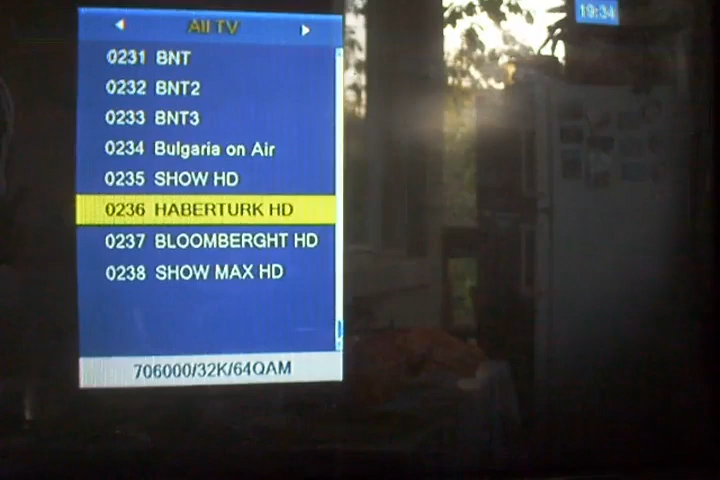 All TV
19:34
0231 BNT
0232 BNT2
0233 BNT3
0234 Bulgaria on Air
0235 SHOW HD
0236 HABERTURK HD
0237 BLOOMBERGHT HD
0238 SHOW MAX HD
706000/32K/64QAM